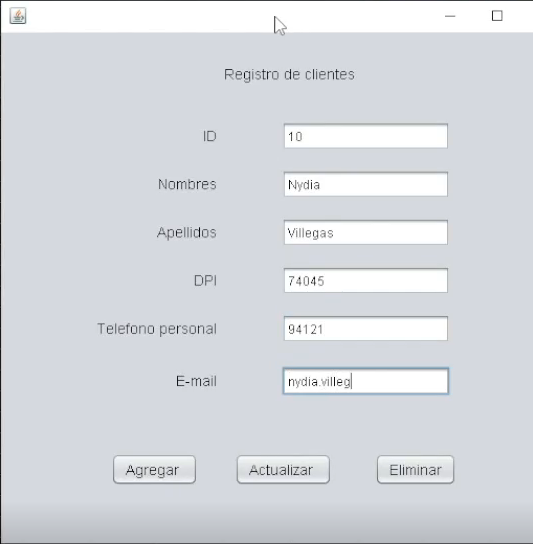 Registro de clientes
ID 10
Nombres Nydia
Apellidos Villegas
DPI 74045
Telefono personal 94121
E-mail nydia.villeg
Agregar Actualizar Eliminar